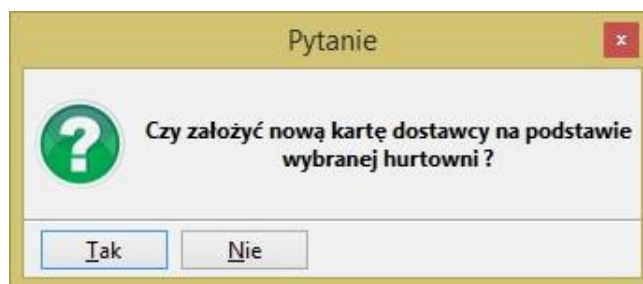 Pytanie
x
Czy założyć nową kartę dostawcy na podstawie
wybranej hurtowni ?
Tak Nie